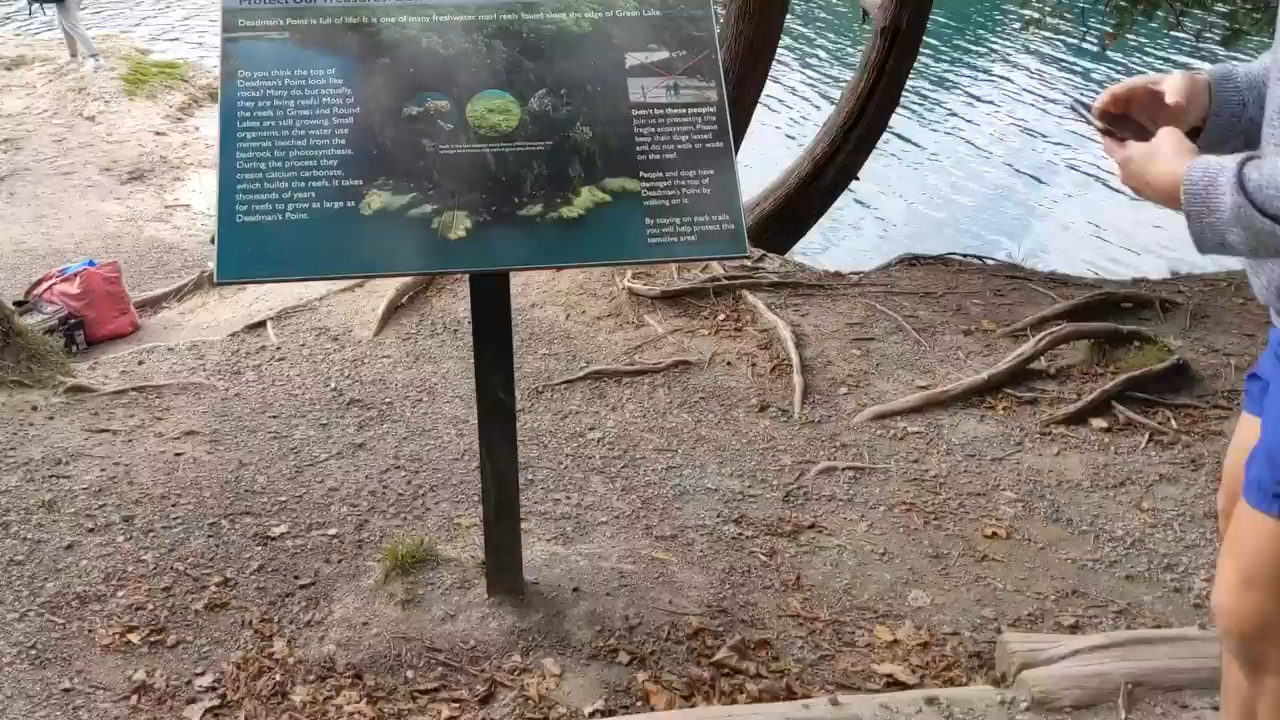 Protect Our Treasures:
Deadman's Point is full of life! It is one of many freshwater marl reefs found along the edge of Green Lake.
Do you think the top of
Deadman's Point look like
rocks? Many do, but actually,
they are living reefs! Most of
the reefs in Green and Round
Lakes are still growing. Small
organisms in the water use
minerals leeched from the
bedrock for photosynthesis.
During the process they
create calcium carbonate,
which builds the reefs. It takes
thousands of years
for reefs to grow as large as
Deadman's Point.
Don't be these people!
Join us in protecting this
fragile ecosystem. Please
keep their dogs leased
and do not walk or wade
on the reef.
People and dogs have
damaged the top of
Deadman's Point by
walking on it.
By staying on park trails
you will help protect this
sensitive area!